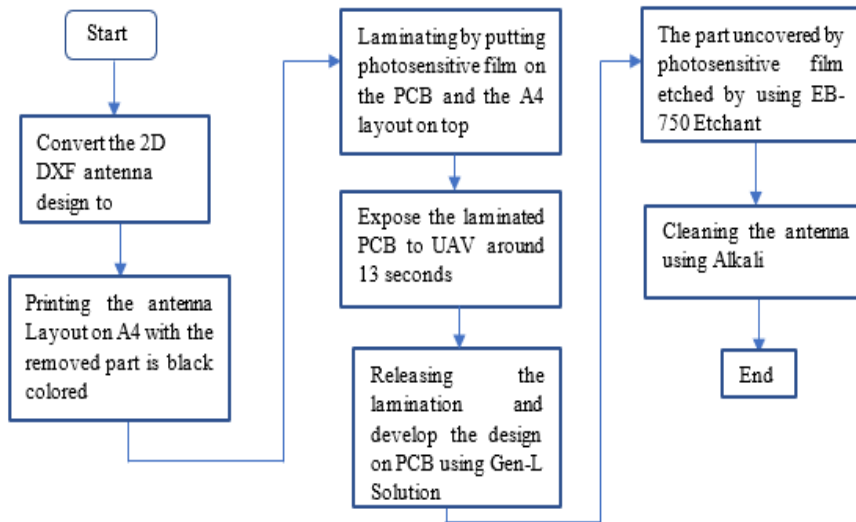 Start
Convert the 2D
DXF antenna
design to
Printing the antenna
Layout on A4 with the
removed part is black
colored
Laminating by putting
photosensitive film on
the PCB and the A4
layout on top
Expose the laminated
PCB to UAV around
13 seconds
Releasing the
lamination and
develop the design
on PCB using Gen-L
Solution
The part uncovered by
photosensitive film
etched by using EB-
750 Etchant
Cleaning the antenna
using Alkali
End